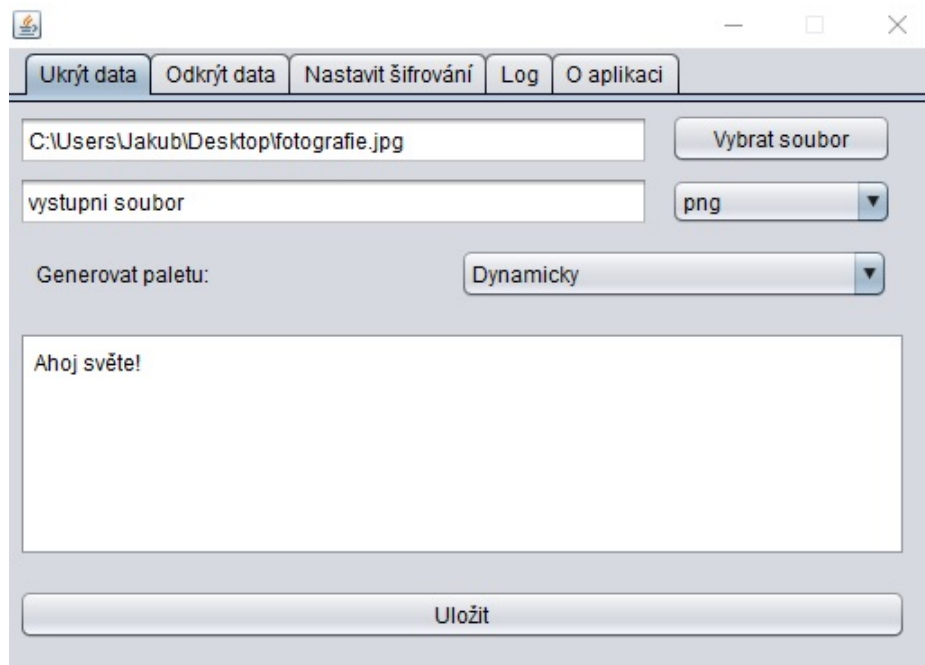 Ukrýt data Odkrýt data Nastavit šifrování Log O aplikaci
C:\Users\Jakub\Desktop\fotografie.jpg Vybrat soubor
vystupni soubor png
Generovat paletu: Dynamicky
Ahoj světe!
Uložit